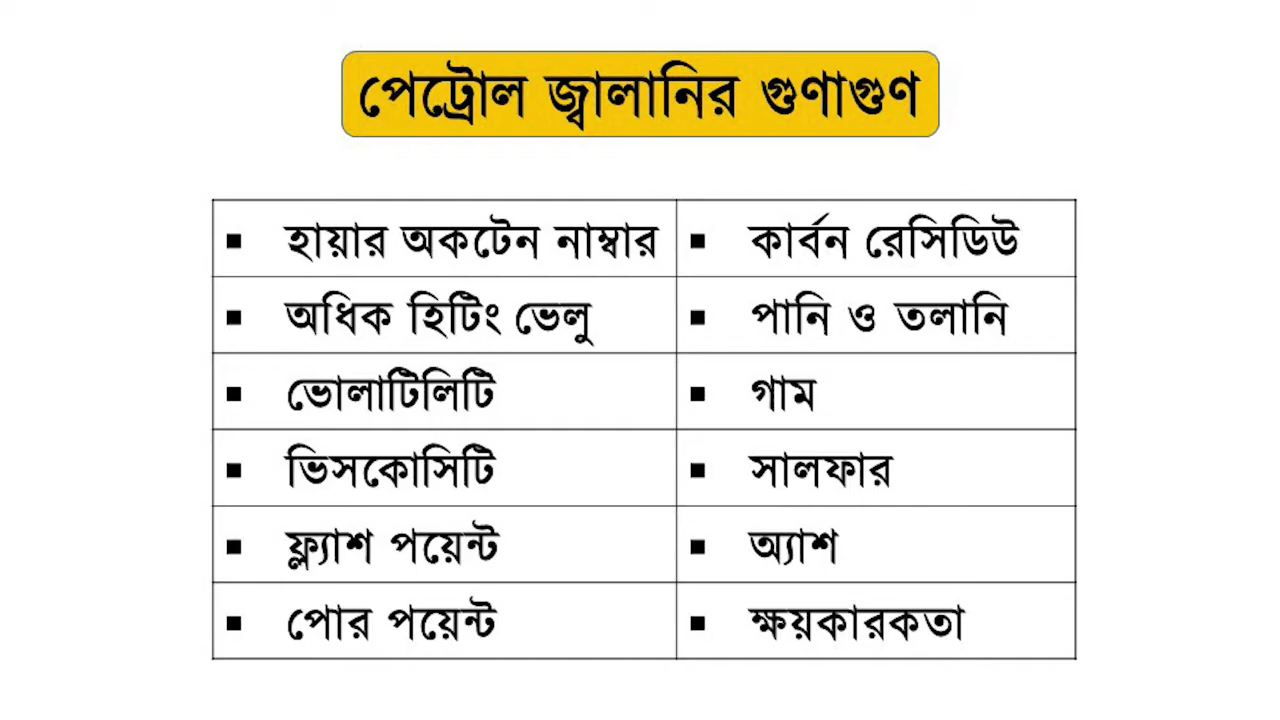 পেট্রোল জ্বালানির গুণাগুণ
▪ হায়ার অকটেন নাম্বার ▪ কার্বন রেসিডিউ
▪ অধিক হিটিং ভেলু ▪ পানি ও তলানি
▪ ভোলাটিলিটি ▪ গাম
▪ ভিসকোসিটি ▪ সালফার
▪ ফ্ল্যাশ পয়েন্ট ▪ অ্যাশ
▪ পোর পয়েন্ট ▪ ক্ষয়কারকতা